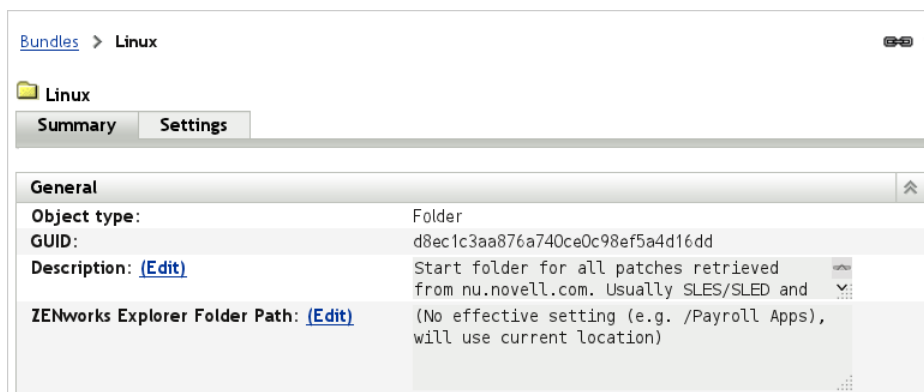 Bundles > Linux
Linux
Summary Settings
General
Object type: Folder
GUID: d8ec1c3aa876a740ce0c98ef5a4d16dd
Description: (Edit) Start folder for all patches retrieved
from nu.novell.com. Usually SLES/SLED and
ZENworks Explorer Folder Path: (Edit) (No effective setting (e.g. /Payroll Apps),
will use current location)